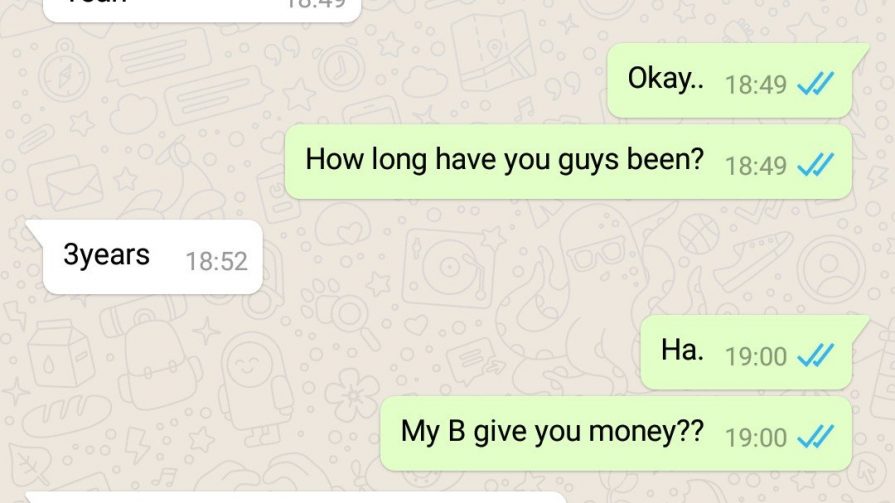 18:49
Okay.. 18:49
How long have you guys been? 18:49
3years 18:52
Ha. 19:00
My B give you money?? 19:00